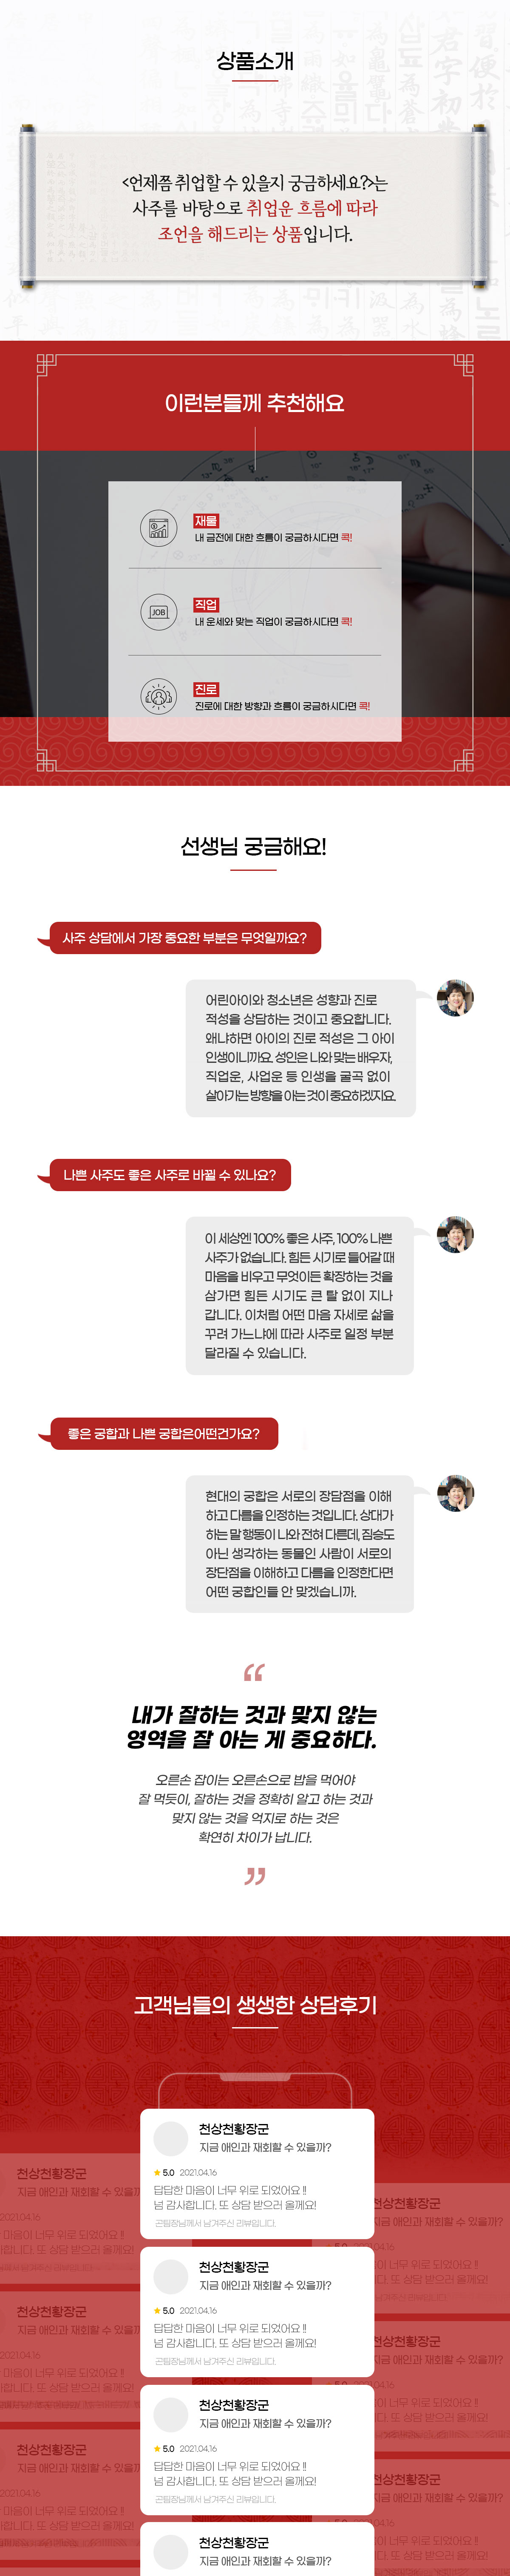 상품소개
<언제쯤 취업할 수 있을지 궁금하세요?>는
사주를 바탕으로 취업운 흐름에 따라
조언을 해드리는 상품입니다.
이런분들께 추천해요
재물
내 금전에 대한 흐름이 궁금하시다면 콕!
JOB
직업
내 운세와 맞는 직업이 궁금하시다면 콕!
진로
진로에 대한 방향과 흐름이 궁금하시다면 콕!
선생님 궁금해요!
사주 상담에서 가장 중요한 부분은 무엇일까요?
어린아이와 청소년은 성향과 진로
적성을 상담하는 것이고 중요합니다.
왜냐하면 아이의 진로 적성은 그 아이
인생이니까요. 성인은 나와 맞는 배우자,
직업운, 사업운 등 인생을 굴곡 없이
살아가는 방향을 아는 것이 중요하겠지요.
나쁜 사주도 좋은 사주로 바뀔 수 있나요?
이 세상엔 100% 좋은 사주, 100% 나쁜
사주가 없습니다. 힘든 시기로 들어갈 때
마음을 비우고 무엇이든 확장하는 것을
삼가면 힘든 시기도 큰 탈 없이 지나
갑니다. 이처럼 어떤 마음 자세로 삶을
꾸려 가느냐에 따라 사주로 일정 부분
달라질 수 있습니다.
좋은 궁합과 나쁜 궁합은어떤건가요?
현대의 궁합은 서로의 장담점을 이해
하고 다름을 인정하는 것입니다. 상대가
하는 말 행동이 나와 전혀 다른데, 짐승도
아닌 생각하는 동물인 사람이 서로의
장단점을 이해하고 다름을 인정한다면
어떤 궁합인들 안 맞겠습니까.
“
내가 잘하는 것과 맞지 않는
영역을 잘 아는 게 중요하다.
오른손 잡이는 오른손으로 밥을 먹어야
잘 먹듯이, 잘하는 것을 정확히 알고 하는 것과
맞지 않는 것을 억지로 하는 것은
확연히 차이가 납니다.
”
고객님들의 생생한 상담후기
천상천황장군
지금 애인과 재회할 수 있을까?
5.0 2021.04.16
답답한 마음이 너무 위로 되었어요 !!
넘 감사합니다. 또 상담 받으러 올께요!
곤팀장님께서 남겨주신 리뷰입니다.
천상천황장군
지금 애인과 재회할 수 있을까?
5.0 2021.04.16
답답한 마음이 너무 위로 되었어요 !!
넘 감사합니다. 또 상담 받으러 올께요!
곤팀장님께서 남겨주신 리뷰입니다.
천상천황장군
지금 애인과 재회할 수 있을까?
5.0 2021.04.16
답답한 마음이 너무 위로 되었어요 !!
넘 감사합니다. 또 상담 받으러 올께요!
곤팀장님께서 남겨주신 리뷰입니다.
천상천황장군
지금 애인과 재회할 수 있을까?